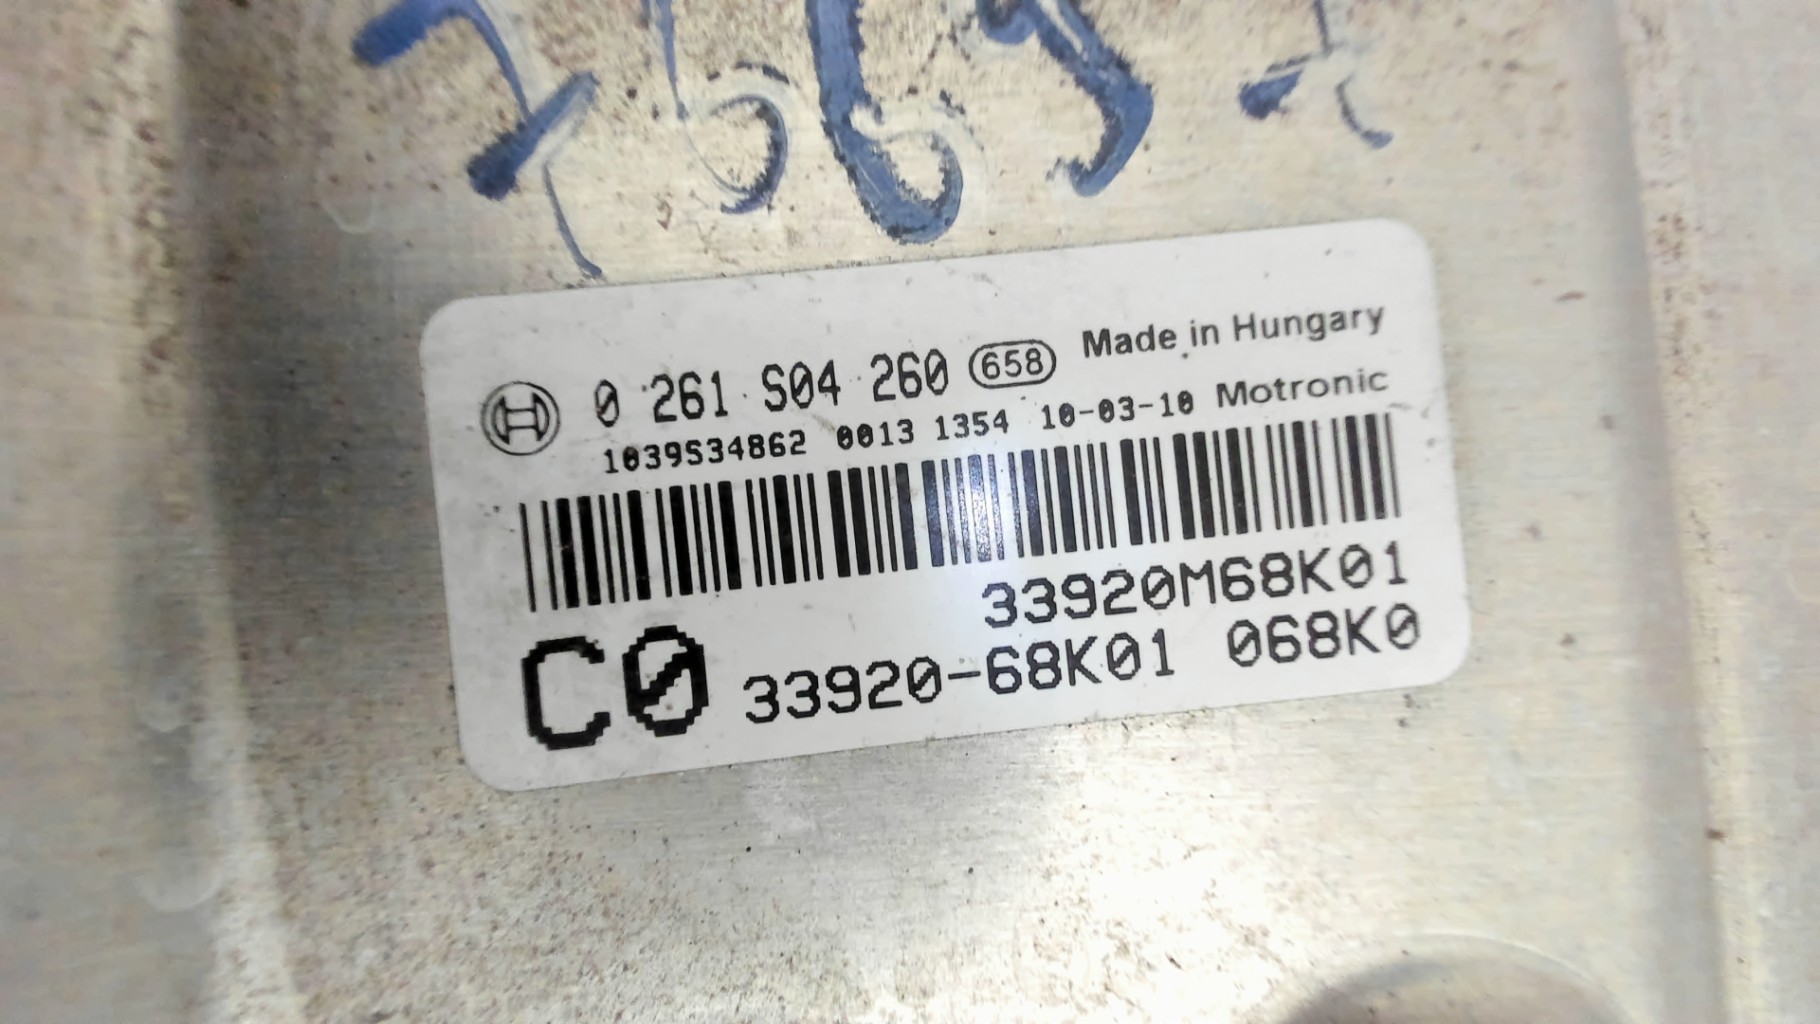 0 261 S04 260 658 Made in Hungary
1039S34862 0013 1354 10-03-10 Motronic
33920M68K01
C0 33920-68K01 068K0